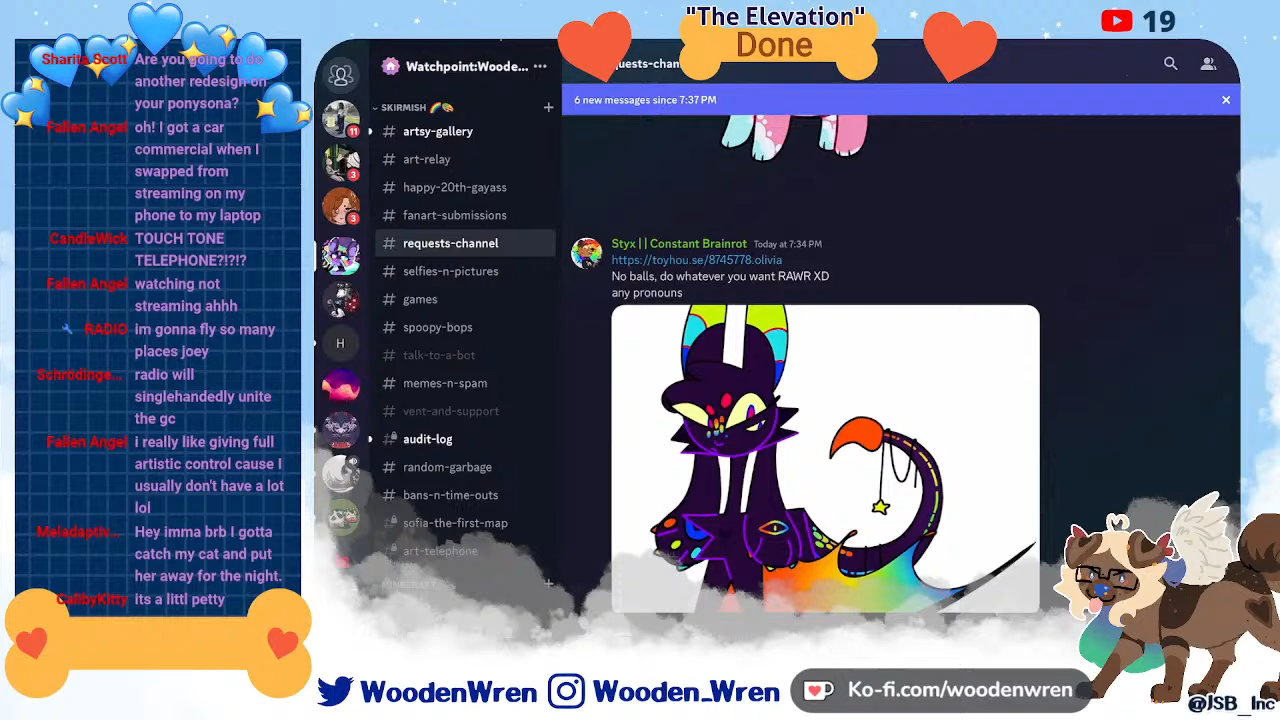 "The Elevation"
Done
19
Sharita Scott Are you going to do
another redesign on
your ponysona?
Fallen Angel oh! I got a car
commercial when I
swapped from
streaming on my
phone to my laptop
CandleWick TOUCH TONE
TELEPHONE?!?!?
Fallen Angel watching not
streaming ahhh
RADIO im gonna fly so many
places joey
Schrodinge... radio will
singlehandedly unite
the gc
Fallen Angel i really like giving full
artistic control cause I
usually don't have a lot
lol
Meladaptiv... Hey imma brb I gotta
catch my cat and put
her away for the night.
CalibyKitty its a littl petty
11
3
3
H
Watchpoint:Woode...
SKIRMISH
# artsy-gallery
# art-relay
# happy-20th-gayass
# fanart-submissions
# requests-channel
# selfies-n-pictures
# games
# spoopy-bops
# talk-to-a-bot
# memes-n-spam
# vent-and-support
# audit-log
# random-garbage
# bans-n-time-outs
# sofia-the-first-map
# art-telephone
quests-chan
6 new messages since 7:37 PM
Styx || Constant Brainrot Today at 7:34 PM
https://toyhou.se/8745778.olivia
No balls, do whatever you want RAWR XD
any pronouns
WoodenWren
Wooden_Wren
Ko-fi.com/woodenwren
@JSB_Inc